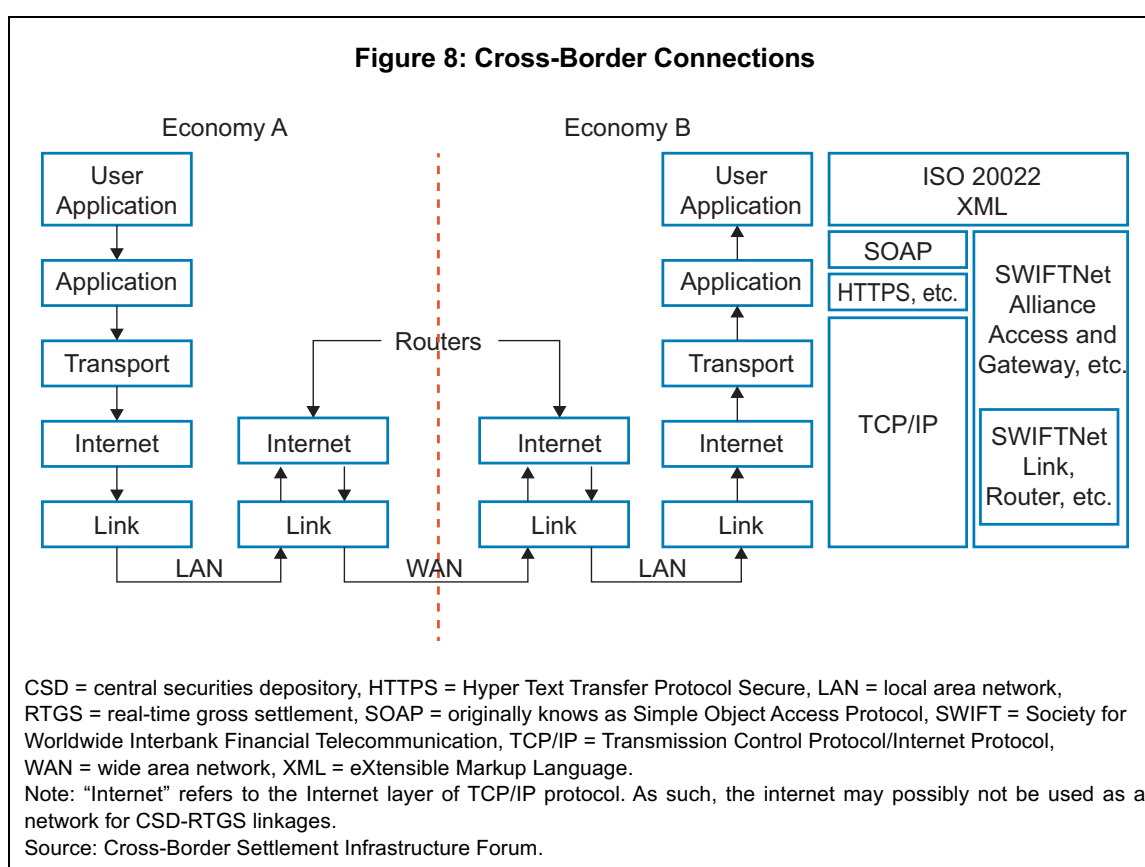 Figure 8: Cross-Border Connections
Economy A
Economy B
User
Application
Application
Transport
Internet
Link
LAN
Internet
Link
Routers
WAN
Internet
Link
LAN
User
Application
Application
Transport
Internet
Link
ISO 20022
XML
SOAP
HTTPS, etc.
TCP/IP
SWIFTNet
Alliance
Access and
Gateway, etc.
SWIFTNet
Link,
Router, etc.
CSD = central securities depository, HTTPS = Hyper Text Transfer Protocol Secure, LAN = local area network,
RTGS = real-time gross settlement, SOAP = originally knows as Simple Object Access Protocol, SWIFT = Society for
Worldwide Interbank Financial Telecommunication, TCP/IP = Transmission Control Protocol/Internet Protocol,
WAN = wide area network, XML = eXtensible Markup Language.
Note: “Internet” refers to the Internet layer of TCP/IP protocol. As such, the internet may possibly not be used as a
network for CSD-RTGS linkages.
Source: Cross-Border Settlement Infrastructure Forum.